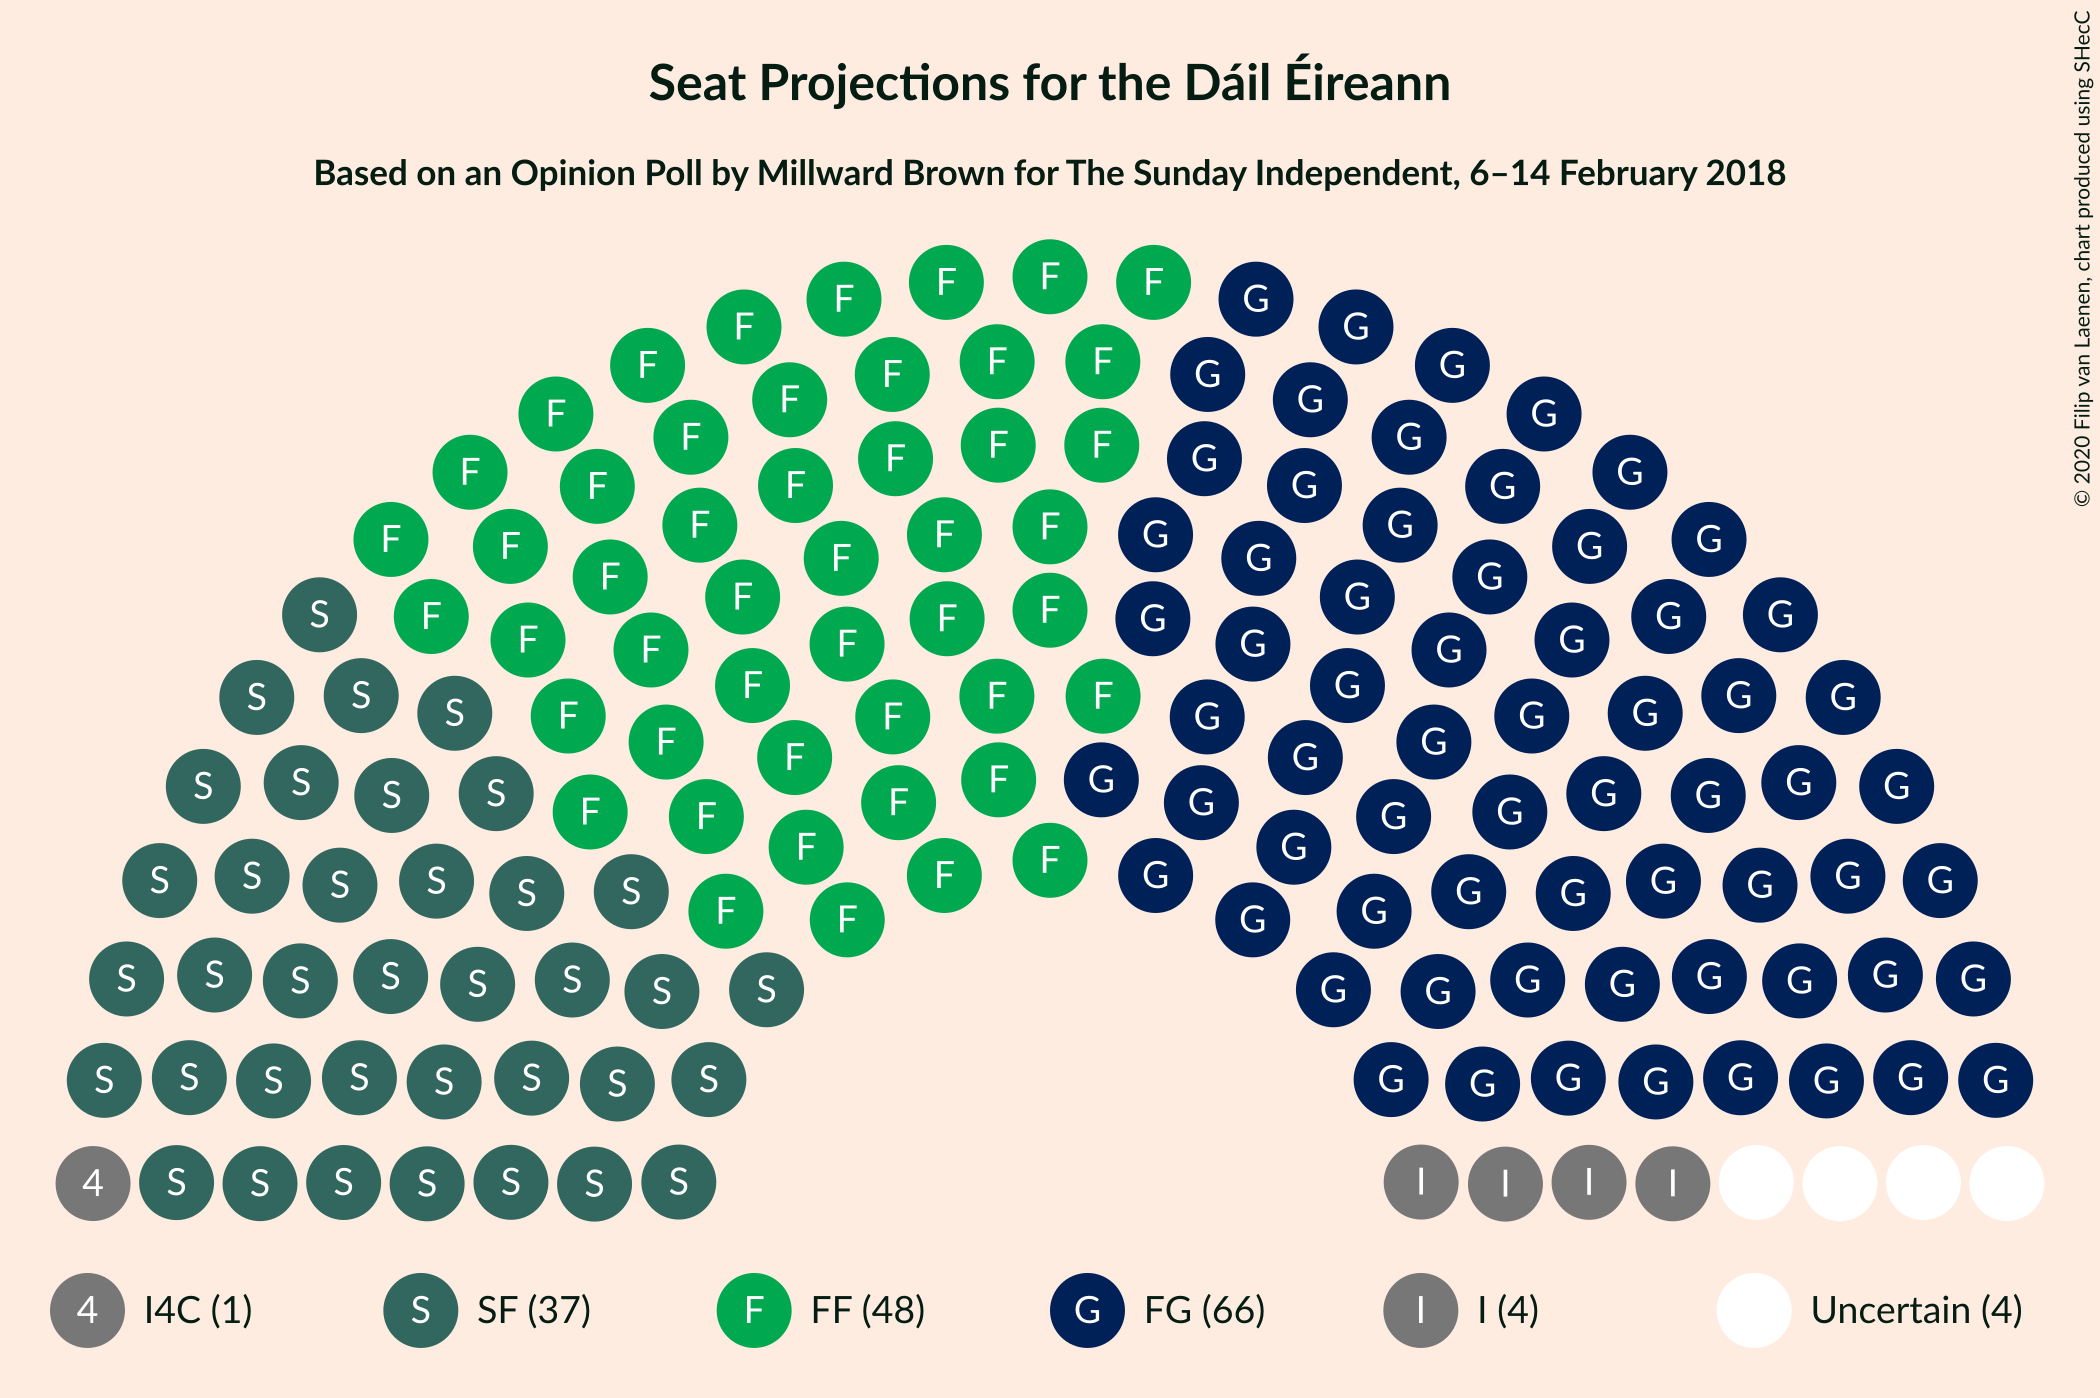 Seat Projections for the Dáil Éireann
Based on an Opinion Poll by Millward Brown for The Sunday Independent, 6–14 February 2018
© 2020 Filip van Laenen, chart produced using SHecC
F F F F F F G G G
F F F F G G G
F F F F F G G G G
F F F F F G G G
F F F F F G G G G G
F F F F F G G G G G
S F F F F F G G G G G G
S S S F F F F F G G G G G G G
S S S S F F F F F G G G G G G G G G
S S S S S S F F F F F G G G G G G G G G G
S S S S S S S S G G G G G G G G
S S S S S S S S G G G G G G G G
4 S S S S S S S I I I I
4 I4C (1) S SF (37) F FF (48) G FG (66) I I (4) Uncertain (4)